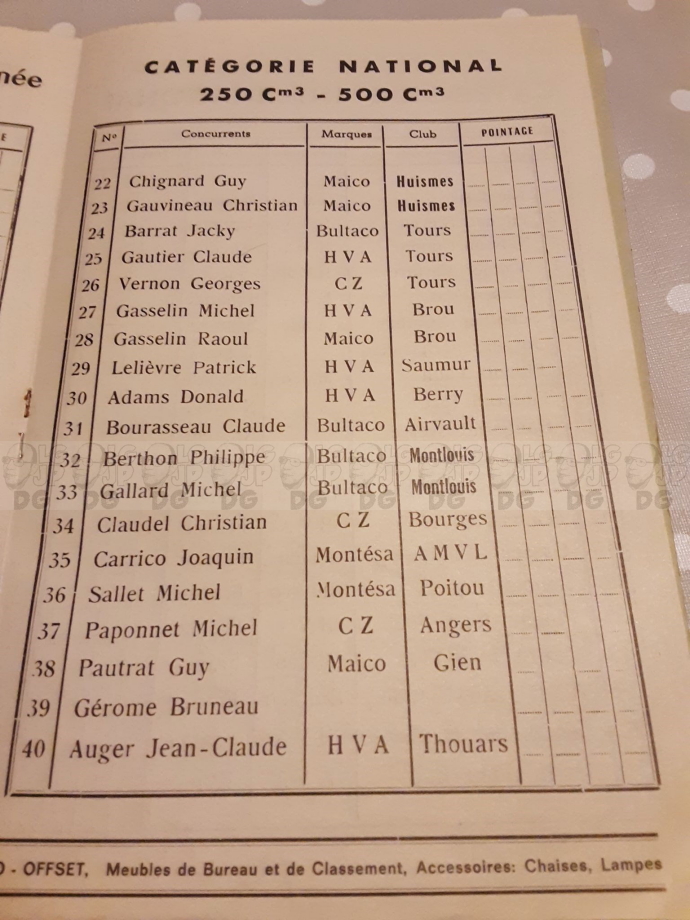 née
E
CATÉGORIE NATIONAL
250 Cm3 - 500 Cm3
No Concurrents Marques Club POINTAGE
22 Chignard Guy Maico Huismes
23 Gauvineau Christian Maico Huismes
24 Barrat Jacky Bultaco Tours
25 Gautier Claude H V A Tours
26 Vernon Georges C Z Tours
27 Gasselin Michel H V A Brou
28 Gasselin Raoul Maico Brou
29 Lelièvre Patrick H V A Saumur
30 Adams Donald H V A Berry
31 Bourasseau Claude Bultaco Airvault
32 Berthon Philippe Bultaco Montlouis
33 Gallard Michel Bultaco Montlouis
34 Claudel Christian C Z Bourges
35 Carrico Joaquin Montésa A M V L
36 Sallet Michel Montésa Poitou
37 Paponnet Michel C Z Angers
38 Pautrat Guy Maico Gien
39 Gérome Bruneau
40 Auger Jean-Claude H V A Thouars
- OFFSET, Meubles de Bureau et de Classement, Accessoires: Chaises, Lampes